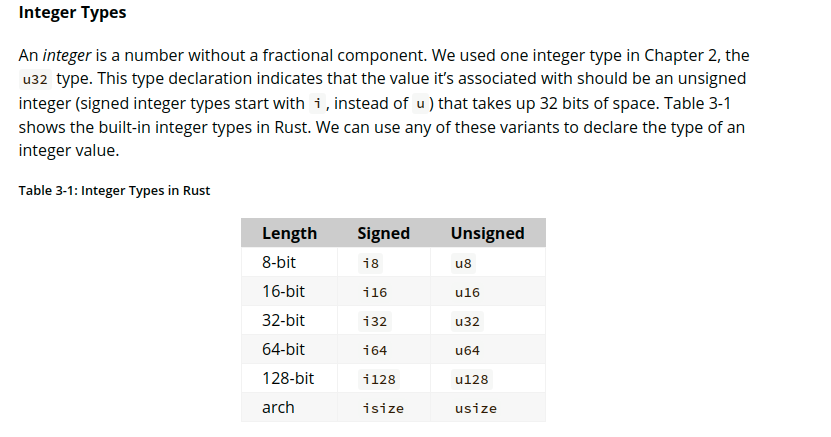 Integer Types
An integer is a number without a fractional component. We used one integer type in Chapter 2, the
u32 type. This type declaration indicates that the value it’s associated with should be an unsigned
integer (signed integer types start with i, instead of u) that takes up 32 bits of space. Table 3-1
shows the built-in integer types in Rust. We can use any of these variants to declare the type of an
integer value.
Table 3-1: Integer Types in Rust
Length Signed Unsigned
8-bit i8 u8
16-bit i16 u16
32-bit i32 u32
64-bit i64 u64
128-bit i128 u128
arch isize usize